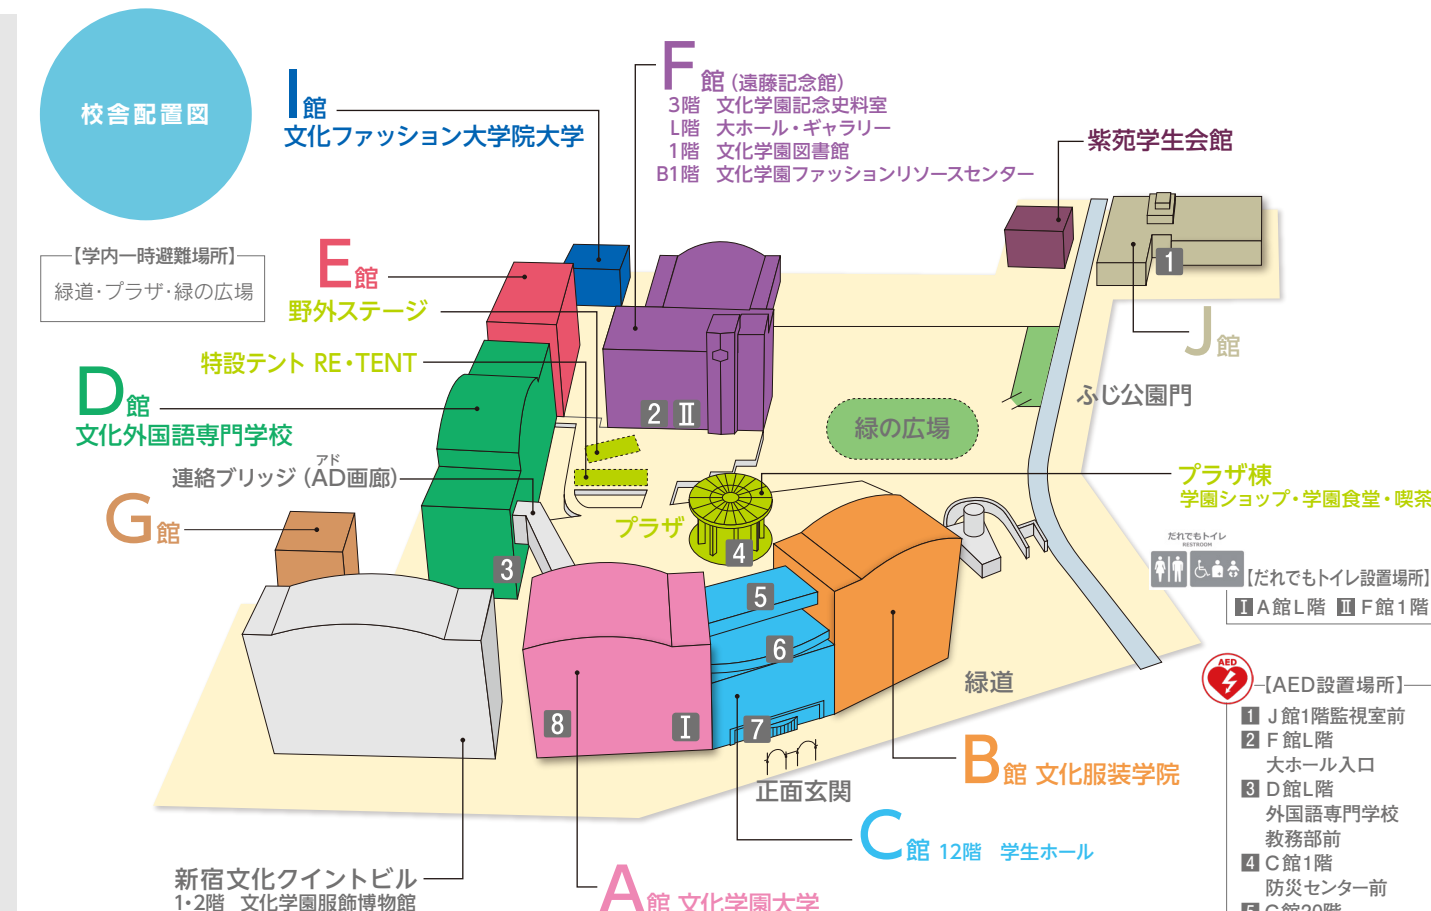 校舎配置図
【学内一時避難場所】
緑道・プラザ・緑の広場
I館
文化ファッション大学院大学
F館(遠藤記念館)
3階 文化学園記念史料室
L階 大ホール・ギャラリー
1階 文化学園図書館
B1階 文化学園ファッションリソースセンター
紫苑学生会館
E館
野外ステージ
特設テント RE・TENT
D館
文化外国語専門学校
アド
連絡ブリッジ(AD画廊)
G館
1
J館
ふじ公園門
2 Ⅱ
緑の広場
プラザ棟
学園ショップ・学園食堂・喫茶
プラザ
4
3
5
6
7
8
Ⅰ
緑道
正面玄関
B館 文化服装学院
C館 12階 学生ホール
A館 文化学園大学
新宿文化クイントビル
1・2階 文化学園服飾博物館
だれでもトイレ
RESTROOM
【だれでもトイレ設置場所】
Ⅰ A館L階 Ⅱ F館1階
AED
【AED設置場所】
1 J館1階監視室前
2 F館L階
大ホール入口
3 D館L階
外国語専門学校
教務部前
4 C館1階
防災センター前
5 C館20階